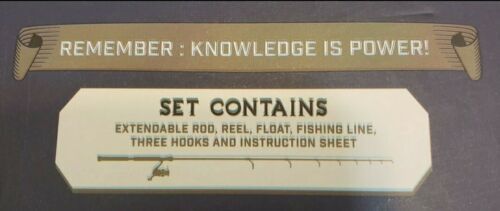 REMEMBER : KNOWLEDGE IS POWER!
SET CONTAINS
EXTENDABLE ROD, REEL, FLOAT, FISHING LINE,
THREE HOOKS AND INSTRUCTION SHEET